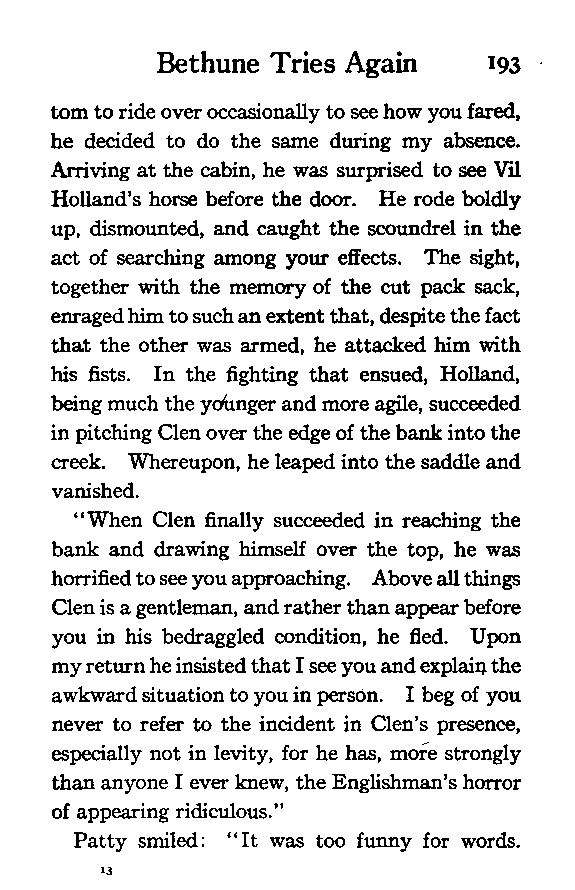 Bethune Tries Again 193
tom to ride over occasionally to see how you fared,
he decided to do the same during my absence.
Arriving at the cabin, he was surprised to see Vil
Holland's horse before the door. He rode boldly
up, dismounted, and caught the scoundrel in the
act of searching among your effects. The sight,
together with the memory of the cut pack sack,
enraged him to such an extent that, despite the fact
that the other was armed, he attacked him with
his fists. In the fighting that ensued, Holland,
being much the younger and more agile, succeeded
in pitching Clen over the edge of the bank into the
creek. Whereupon, he leaped into the saddle and
vanished.
"When Clen finally succeeded in reaching the
bank and drawing himself over the top, he was
horrified to see you approaching. Above all things
Clen is a gentleman, and rather than appear before
you in his bedraggled condition, he fled. Upon
my return he insisted that I see you and explain the
awkward situation to you in person. I beg of you
never to refer to the incident in Clen's presence,
especially not in levity, for he has, more strongly
than anyone I ever knew, the Englishman's horror
of appearing ridiculous."
Patty smiled: "It was too funny for words.
13